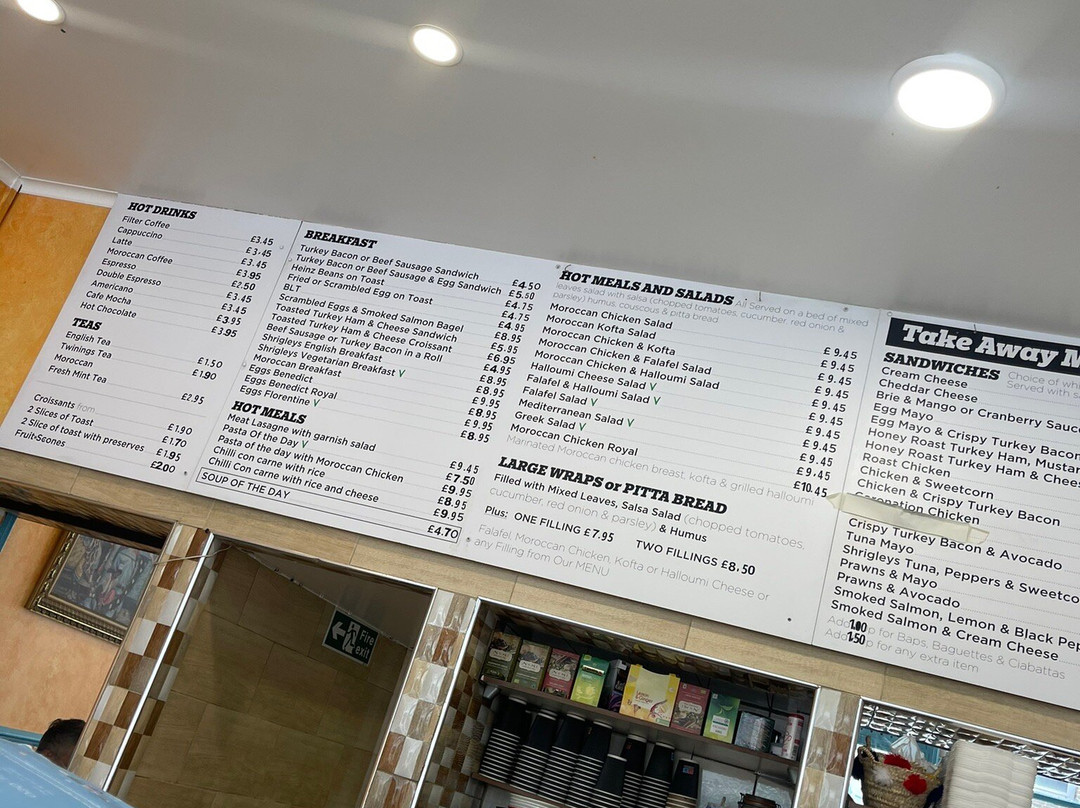 HOT DRINKS
Filter Coffee £3.45
Cappuccino £3.45
Latte £3.45
Moroccan Coffee £3.95
Espresso £2.50
Double Espresso £3.45
Americano £3.45
Cafe Mocha £3.95
Hot Chocolate £3.95
TEAS
English Tea £1.50
Twinings Tea £1.90
Moroccan
Fresh Mint Tea £2.95
Croissants from £1.90
2 Slices of Toast £1.70
2 Slice of toast with preserves £1.95
Fruit Scones £2.00
BREAKFAST
Turkey Bacon or Beef Sausage Sandwich £4.50
Turkey Bacon or Beef Sausage & Egg Sandwich £5.50
Heinz Beans on Toast £4.75
Fried or Scrambled Egg on Toast £4.75
BLT £4.95
Scrambled Eggs & Smoked Salmon Bagel £8.95
Toasted Turkey Ham & Cheese Sandwich £5.95
Toasted Turkey Ham & Cheese Croissant £6.95
Beef Sausage or Turkey Bacon in a Roll £4.95
Shrigleys English Breakfast £8.95
Shrigleys Vegetarian Breakfast V £8.95
Moroccan Breakfast £9.95
Eggs Benedict £8.95
Eggs Benedict Royal £9.95
Eggs Florentine V £8.95
HOT MEALS
Meat Lasagne with garnish salad £9.45
Pasta Of the Day V £7.50
Pasta of the day with Moroccan Chicken £9.95
Chilli con carne with rice £8.95
Chilli Con carne with rice and cheese £9.95
SOUP OF THE DAY £4.70
HOT MEALS AND SALADS All Served on a bed of mixed
leaves salad with salsa (chopped tomatoes, cucumber, red onion &
parsley) humus, couscous & pitta bread
Moroccan Chicken Salad £9.45
Moroccan Kofta Salad £9.45
Moroccan Chicken & Kofta £9.45
Moroccan Chicken & Falafel Salad £9.45
Moroccan Chicken & Halloumi Salad £9.45
Halloumi Cheese Salad V £9.45
Falafel & Halloumi Salad V £9.45
Falafel Salad V £9.45
Mediterranean Salad V £9.45
Greek Salad V £9.45
Moroccan Chicken Royal £10.45
Marinated Moroccan chicken breast, kofta & grilled halloumi
LARGE WRAPS or PITTA BREAD
Filled with Mixed Leaves, Salsa Salad (chopped tomatoes,
cucumber, red onion & parsley) & Humus
Plus: ONE FILLING £7.95 TWO FILLINGS £8.50
Falafel, Moroccan Chicken, Kofta or Halloumi Cheese or
any Filling from Our MENU
Take Away M
SANDWICHES Choice of wh
Served with s
Cream Cheese
Cheddar Cheese
Brie & Mango or Cranberry Sauce
Egg Mayo
Egg Mayo & Crispy Turkey Bacon
Honey Roast Turkey Ham, Mustar
Honey Roast Turkey Ham & Chees
Roast Chicken
Chicken & Sweetcorn
Chicken & Crispy Turkey Bacon
Coronation Chicken
Crispy Turkey Bacon & Avocado
Tuna Mayo
Shrigleys Tuna, Peppers & Sweetco
Prawns & Mayo
Prawns & Avocado
Smoked Salmon, Lemon & Black Pep
Smoked Salmon & Cream Cheese
Add 1.00 p for Baps, Baguettes & Ciabattas
Add 1.50 p for any extra item
Fire
exit